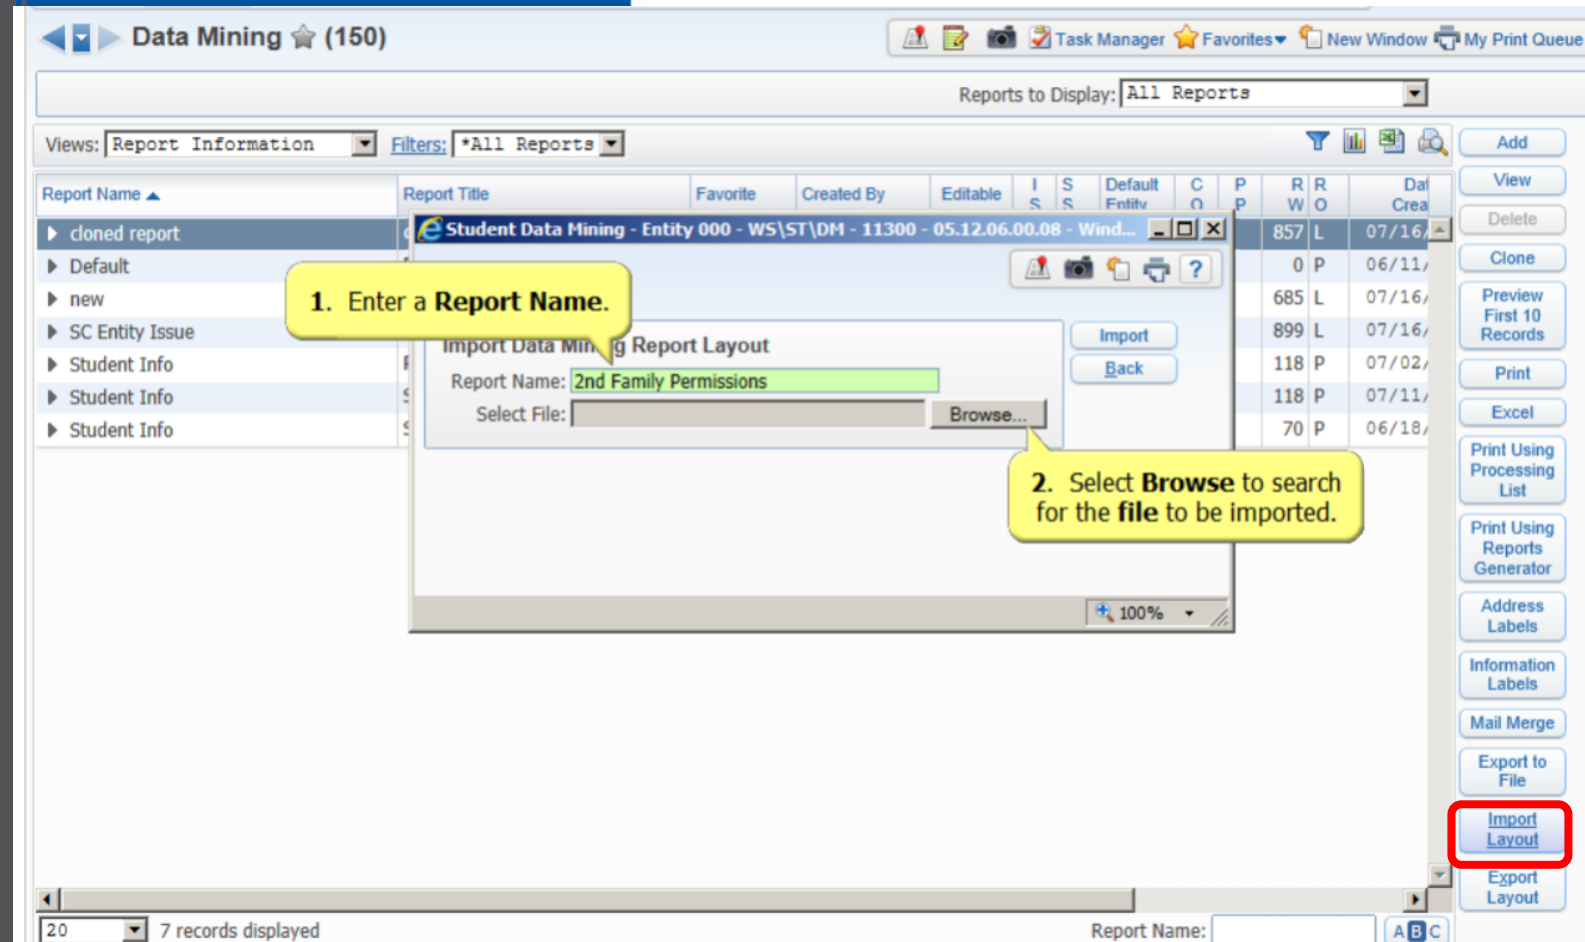 Data Mining (150)
Task Manager Favorites New Window My Print Queue
Reports to Display: All Reports
Views: Report Information Filters: *All Reports
Report Name Report Title Favorite Created By Editable I S S S Default Entity C O P P R W R O Dat Crea
cloned report 857 L 07/16/
Default 0 P 06/11/
new 685 L 07/16/
SC Entity Issue 899 L 07/16/
Student Info 118 P 07/02/
Student Info 118 P 07/11/
Student Info 70 P 06/18/
Student Data Mining - Entity 000 - WS\ST\DM - 11300 - 05.12.06.00.08 - Wind...
?
1. Enter a Report Name.
Import Data Mining Report Layout
Report Name: 2nd Family Permissions
Select File: Browse...
Import
Back
2. Select Browse to search
for the file to be imported.
100%
Add
View
Delete
Clone
Preview
First 10
Records
Print
Excel
Print Using
Processing
List
Print Using
Reports
Generator
Address
Labels
Information
Labels
Mail Merge
Export to
File
Import
Layout
Export
Layout
20 7 records displayed Report Name: A B C